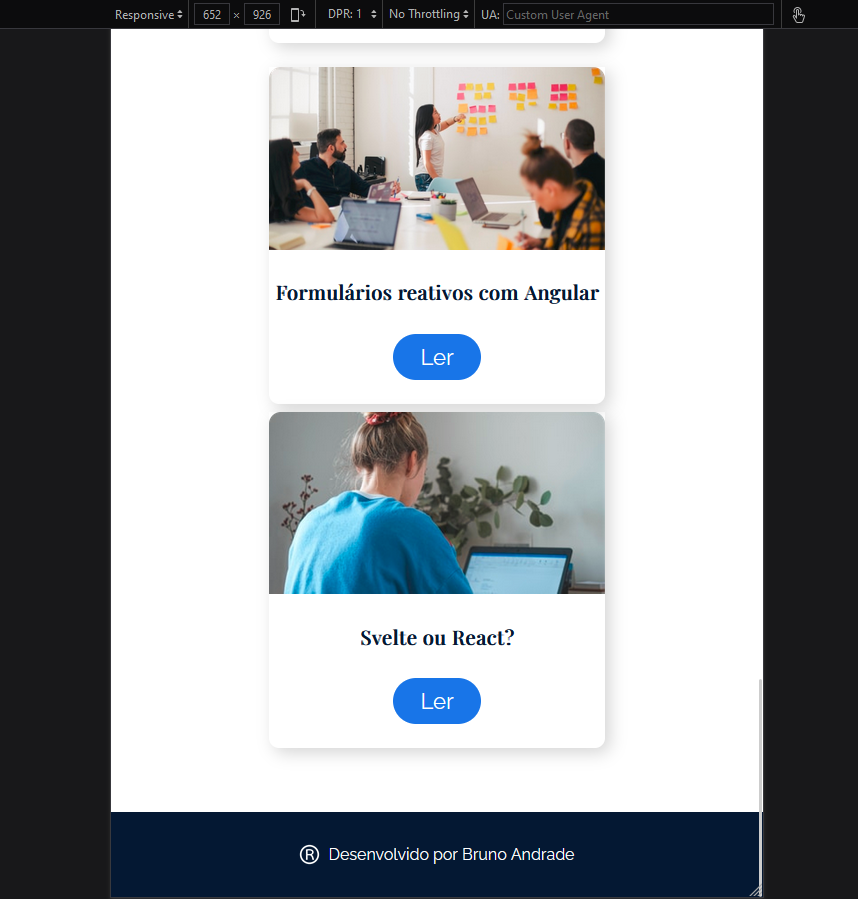 Responsive 652 × 926 DPR: 1 No Throttling UA: Custom User Agent
Formulários reativos com Angular
Ler
Svelte ou React?
Ler
® Desenvolvido por Bruno Andrade